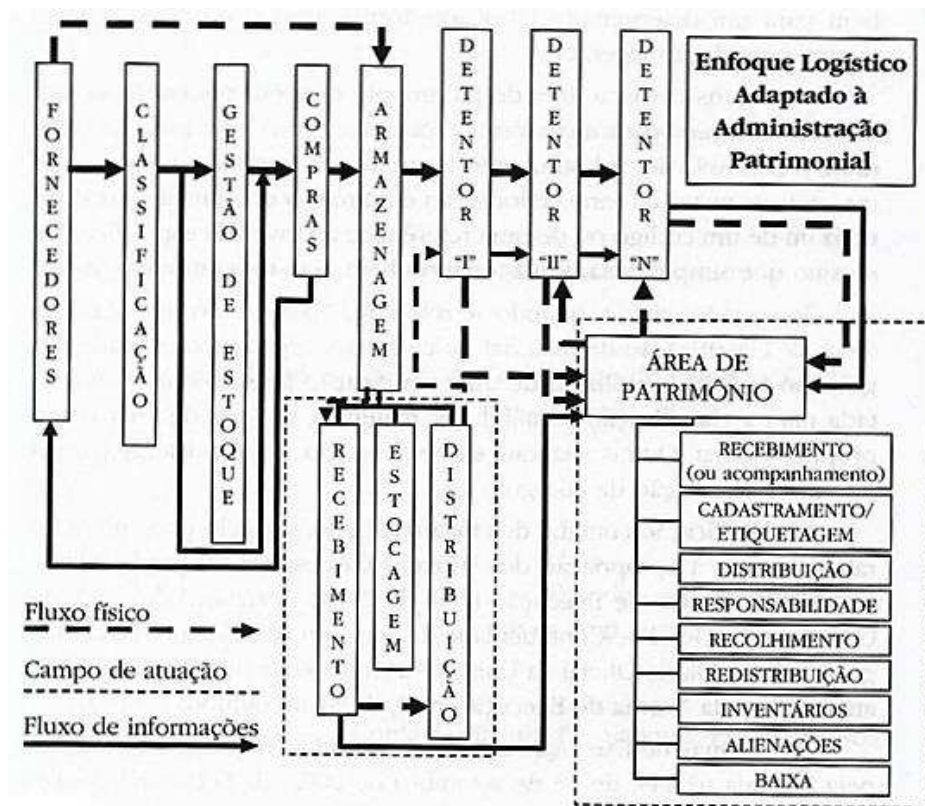 Enfoque Logístico
Adaptado à
Administração
Patrimonial
FORNECEDORES
CLASSIFICAÇÃO
GESTÃO DE ESTOQUE
COMPRAS
ARMAZENAGEM
DETENTOR "I"
DETENTOR "II"
DETENTOR "N"
ÁREA DE
PATRIMÔNIO
RECEBIMENTO
(ou acompanhamento)
CADASTRAMENTO/
ETIQUETAGEM
DISTRIBUIÇÃO
RESPONSABILIDADE
RECOLHIMENTO
REDISTRIBUIÇÃO
INVENTÁRIOS
ALIENAÇÕES
BAIXA
RECEBIMENTO
ESTOCAGEM
DISTRIBUIÇÃO
Fluxo físico
Campo de atuação
Fluxo de informações